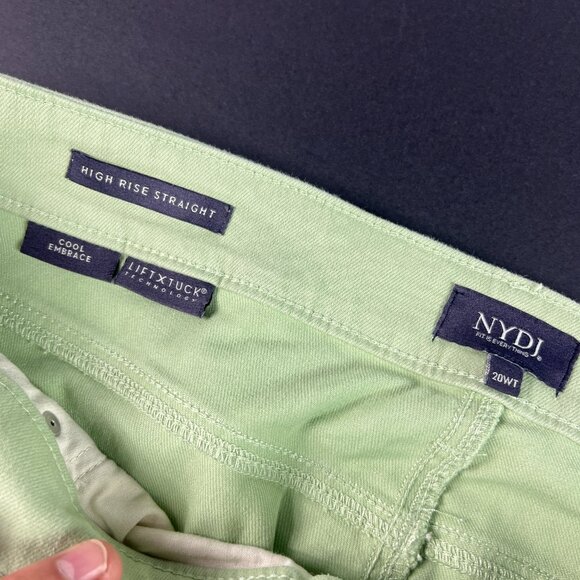 HIGH RISE STRAIGHT
COOL
EMBRACE
LIFTXTUCK®
TECHNOLOGY
NYDJ®
FIT IS EVERYTHING
20WT